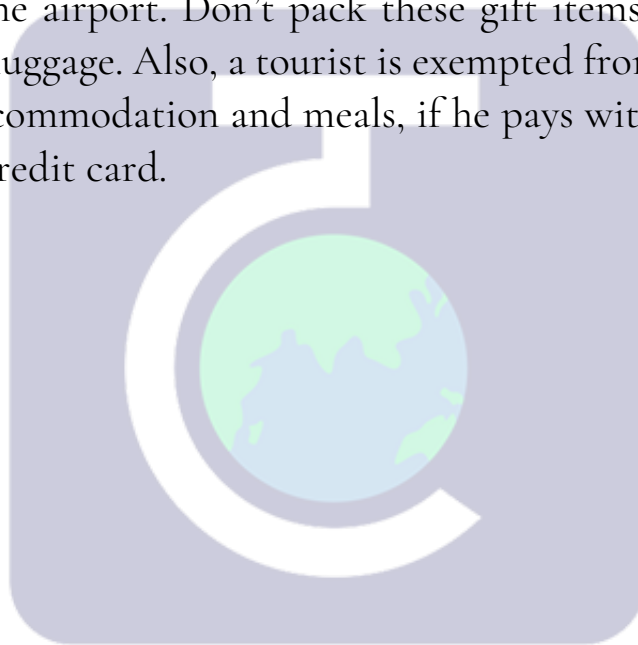 he airport. Don't pack these gift items
luggage. Also, a tourist is exempted from
commodation and meals, if he pays wit
redit card.